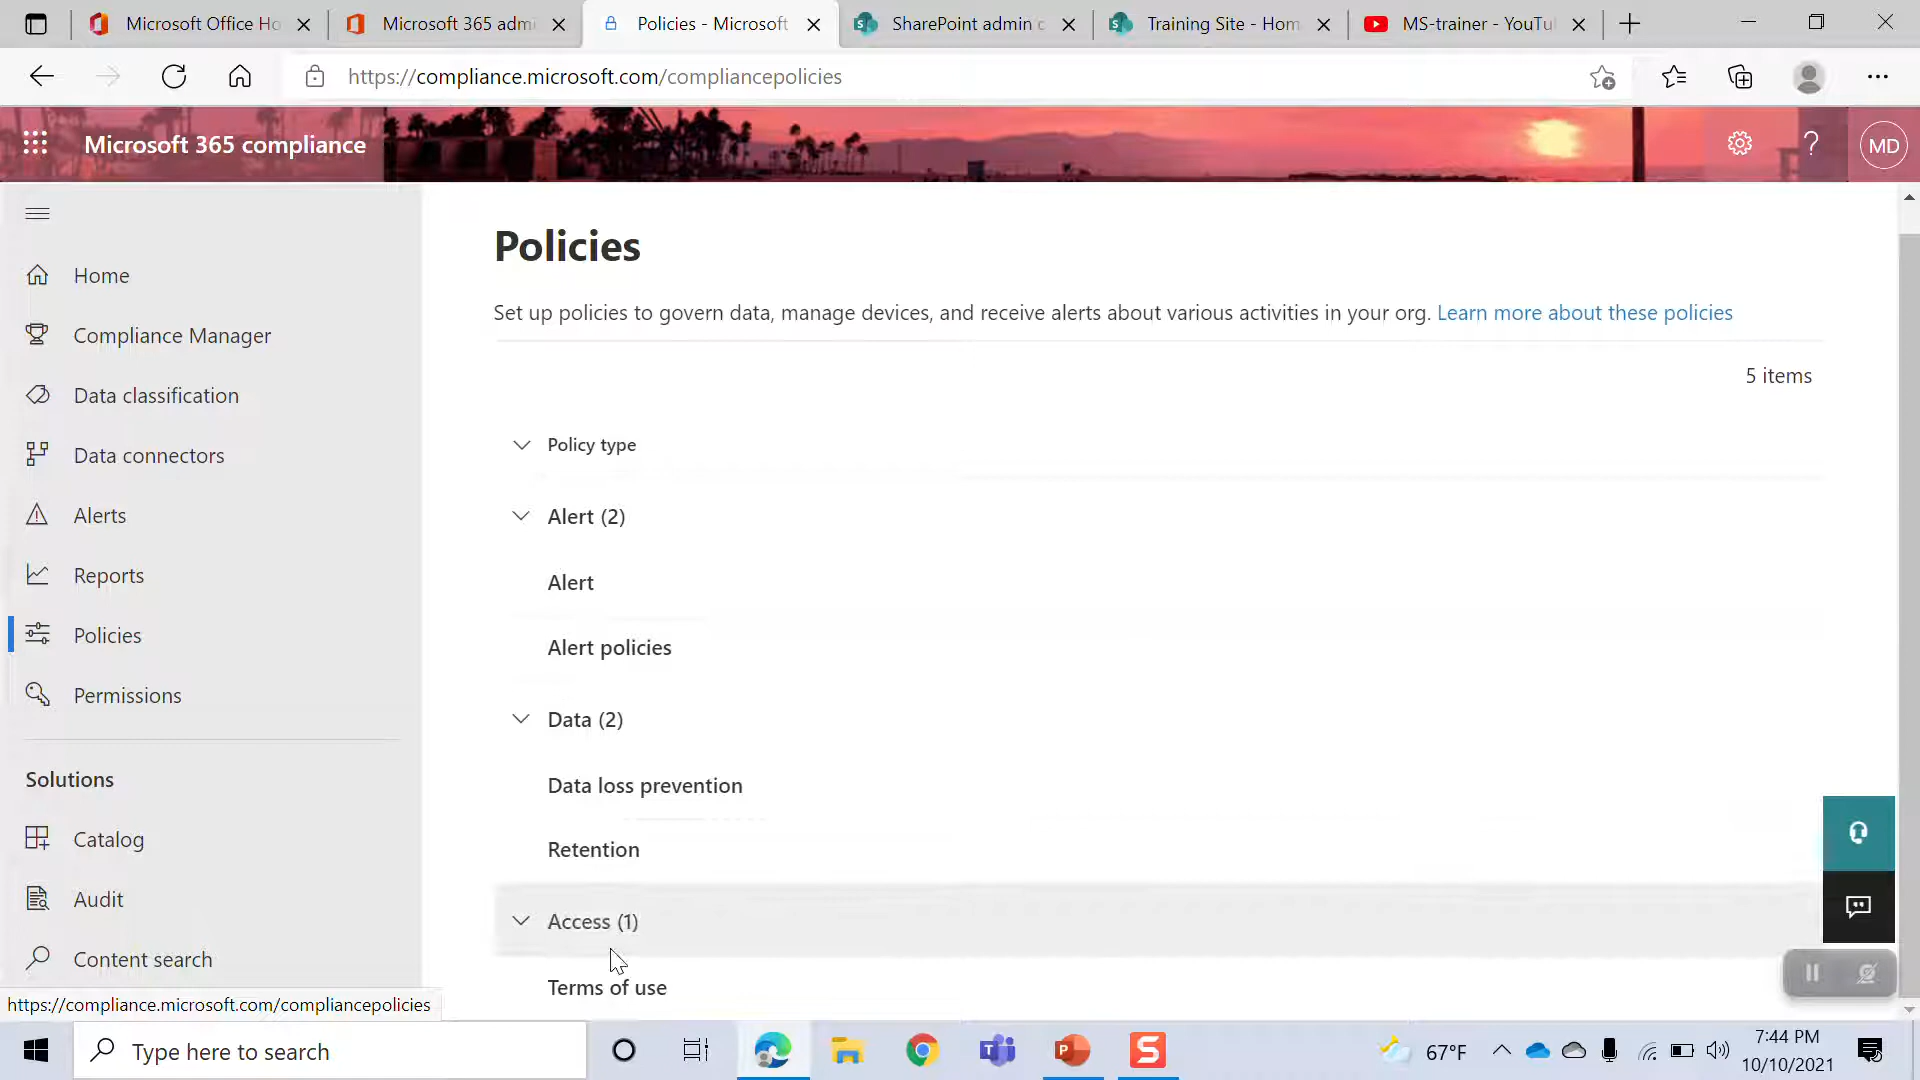 Microsoft Office Ho
Microsoft 365 admi
Policies - Microsoft
SharePoint admin c
Training Site - Hom
MS-trainer - YouTu
https://compliance.microsoft.com/compliancepolicies
Microsoft 365 compliance
MD
Home
Compliance Manager
Data classification
Data connectors
Alerts
Reports
Policies
Permissions
Solutions
Catalog
Audit
Content search
Policies
Set up policies to govern data, manage devices, and receive alerts about various activities in your org. Learn more about these policies
5 items
Policy type
Alert (2)
Alert
Alert policies
Data (2)
Data loss prevention
Retention
Access (1)
Terms of use
https://compliance.microsoft.com/compliancepolicies
Type here to search
67°F
7:44 PM
10/10/2021